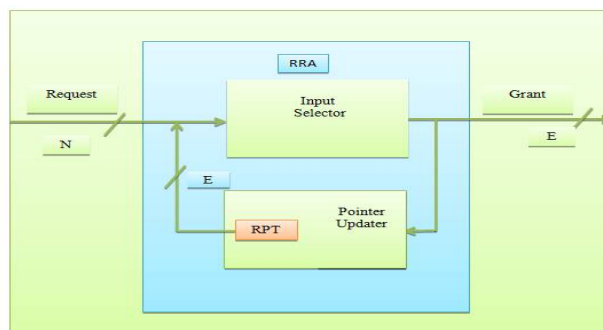 RRA
Request
Input
Selector
Grant
N
E
E
Pointer
Updater
RPT